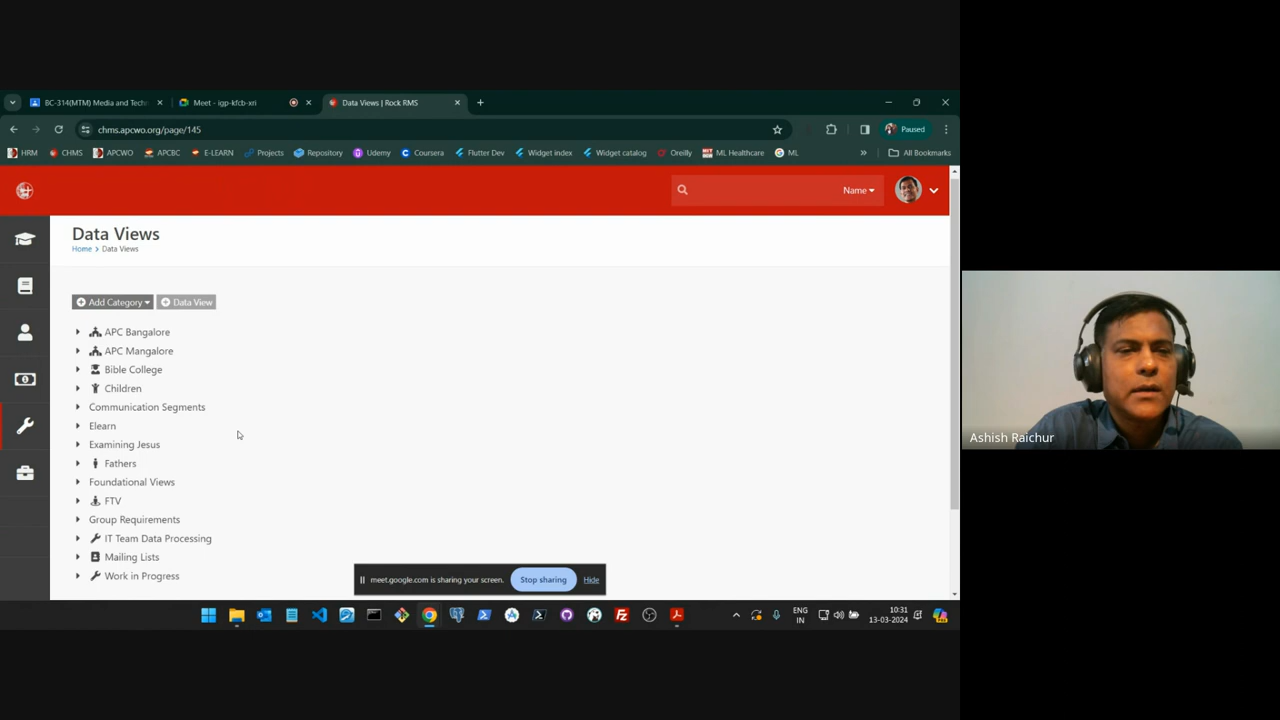 BC-314(MTM) Media and Techn
Meet - igp-kfcb-xri
Data Views | Rock RMS
chms.apcwo.org/page/145
Paused
HRM
CHMS
APCWO
APCBC
E-LEARN
Projects
Repository
Udemy
Coursera
Flutter Dev
Widget index
Widget catalog
Oreilly
ML Healthcare
ML
All Bookmarks
Name
Data Views
Home > Data Views
Add Category
Data View
APC Bangalore
APC Mangalore
Bible College
Children
Communication Segments
Elearn
Examining Jesus
Fathers
Foundational Views
FTV
Group Requirements
IT Team Data Processing
Mailing Lists
Work in Progress
meet.google.com is sharing your screen.
Stop sharing
Hide
ENG
IN
10:31
13-03-2024
Ashish Raichur